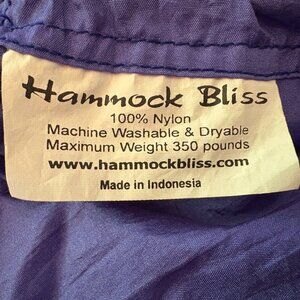 Hammock Bliss
100% Nylon
Machine Washable & Dryable
Maximum Weight 350 pounds
www.hammockbliss.com
Made in Indonesia